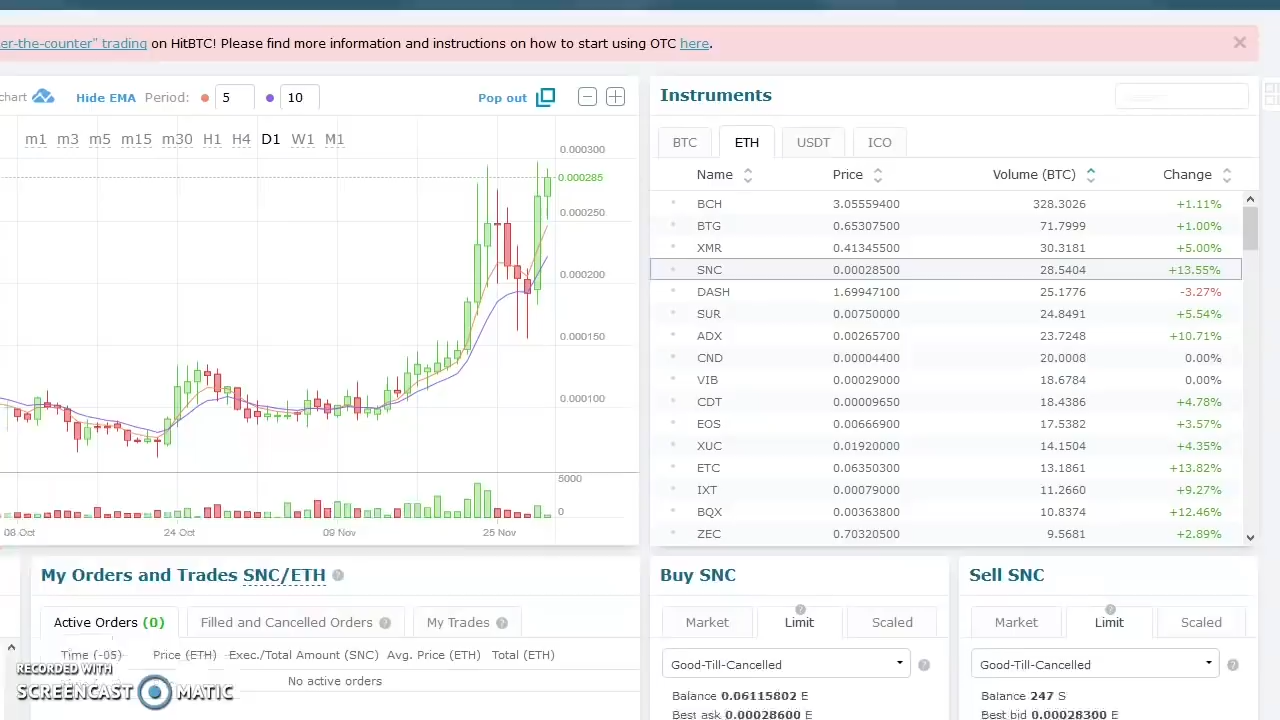 er-the-counter" trading on HitBTC! Please find more information and instructions on how to start using OTC here.
chart Hide EMA Period: 5 10 Pop out
m1 m3 m5 m15 m30 H1 H4 D1 W1 M1
0.000300
0.000285
0.000250
0.000200
0.000150
0.000100
5000
0
08 Oct 24 Oct 09 Nov 25 Nov
Instruments
BTC ETH USDT ICO
Name Price Volume (BTC) Change
BCH 3.05559400 328.3026 +1.11%
BTG 0.65307500 71.7999 +1.00%
XMR 0.41345500 30.3181 +5.00%
SNC 0.00028500 28.5404 +13.55%
DASH 1.69947100 25.1776 -3.27%
SUR 0.00750000 24.8491 +5.54%
ADX 0.00265700 23.7248 +10.71%
CND 0.00004400 20.0008 0.00%
VIB 0.00029000 18.6784 0.00%
CDT 0.00009650 18.4386 +4.78%
EOS 0.00666900 17.5382 +3.57%
XUC 0.01920000 14.1504 +4.35%
ETC 0.06350300 13.1861 +13.82%
IXT 0.00079000 11.2660 +9.27%
BQX 0.00363800 10.8374 +12.46%
ZEC 0.70320500 9.5681 +2.89%
My Orders and Trades SNC/ETH
Active Orders (0) Filled and Cancelled Orders My Trades
Time (-05) Price (ETH) Exec./Total Amount (SNC) Avg. Price (ETH) Total (ETH)
No active orders
RECORDED WITH
SCREENCAST MATIC
Buy SNC
Market Limit Scaled
Good-Till-Cancelled
Balance 0.06115802 E
Best ask 0.00028600 E
Sell SNC
Market Limit Scaled
Good-Till-Cancelled
Balance 247 S
Best bid 0.00028300 E